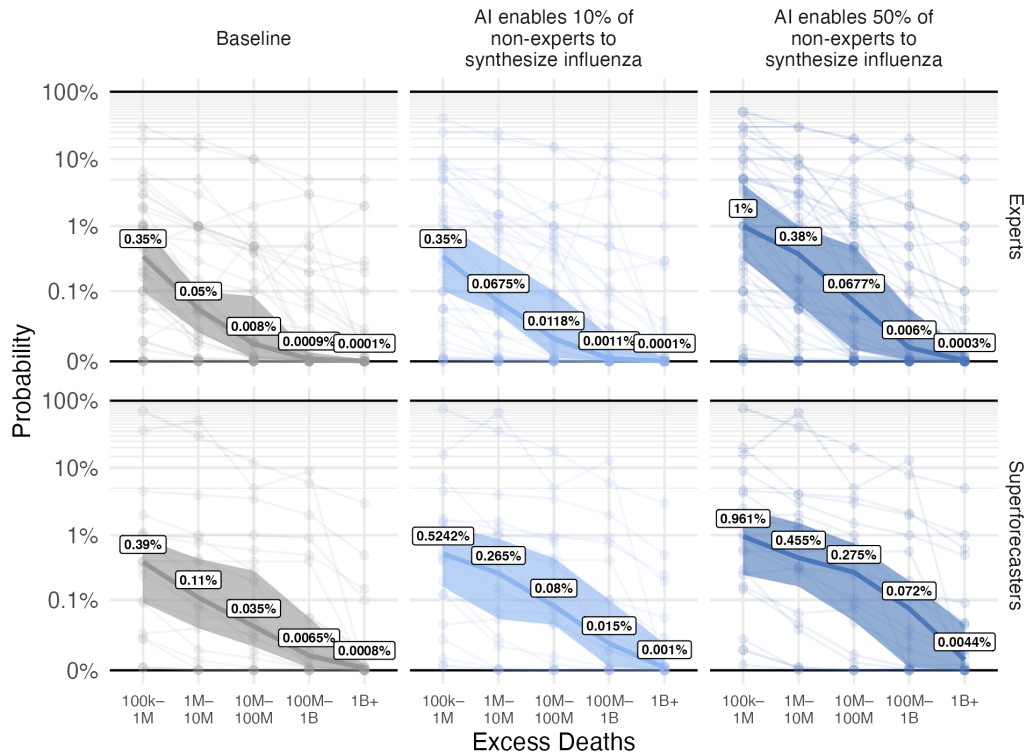 Baseline
AI enables 10% of
non-experts to
synthesize influenza
AI enables 50% of
non-experts to
synthesize influenza
Probability
100%
10%
1%
0.1%
0%
0.35%
0.05%
0.008%
0.0009%
0.0001%
0.35%
0.0675%
0.0118%
0.0011%
0.0001%
1%
0.38%
0.0677%
0.006%
0.0003%
Experts
100%
10%
1%
0.1%
0%
0.39%
0.11%
0.035%
0.0065%
0.0008%
0.5242%
0.265%
0.08%
0.015%
0.001%
0.961%
0.455%
0.275%
0.072%
0.0044%
Superforecasters
100k–
1M
1M–
10M
10M–
100M
100M–
1B
1B+
100k–
1M
1M–
10M
10M–
100M
100M–
1B
1B+
100k–
1M
1M–
10M
10M–
100M
100M–
1B
1B+
Excess Deaths